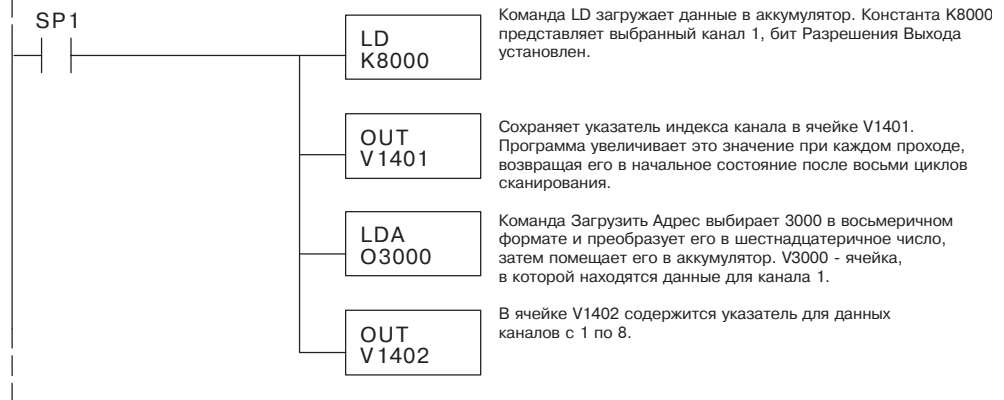 SP1
LD
K8000
Команда LD загружает данные в аккумулятор. Константа K8000
представляет выбранный канал 1, бит Разрешения Выхода
установлен.
OUT
V1401
Сохраняет указатель индекса канала в ячейке V1401.
Программа увеличивает это значение при каждом проходе,
возвращая его в начальное состояние после восьми циклов
сканирования.
LDA
O3000
Команда Загрузить Адрес выбирает 3000 в восьмеричном
формате и преобразует его в шестнадцатеричное число,
затем помещает его в аккумулятор. V3000 - ячейка,
в которой находятся данные для канала 1.
OUT
V1402
В ячейке V1402 содержится указатель для данных
каналов с 1 по 8.